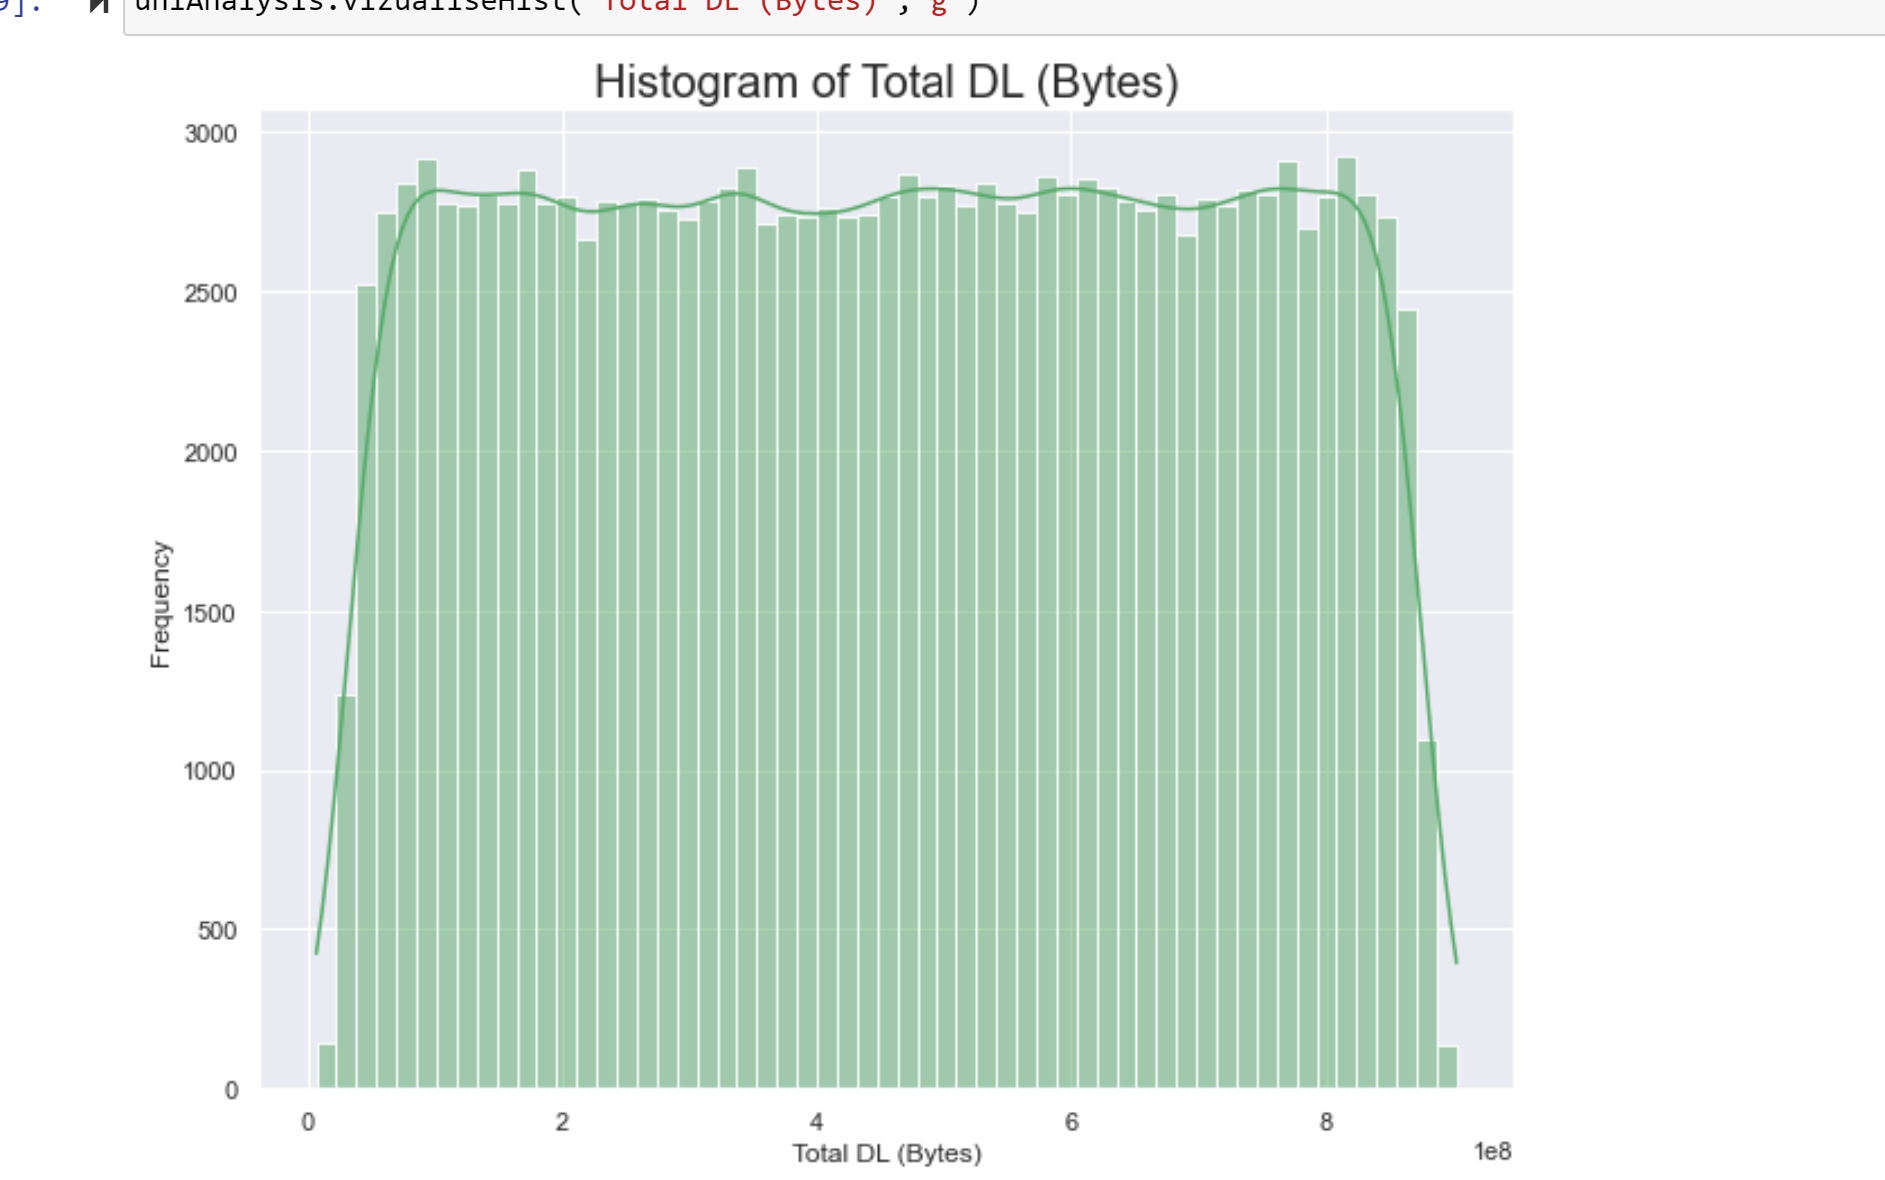 9]:
uniAnalysis.vizualiseHist('Total DL (Bytes)','g')
Histogram of Total DL (Bytes)
3000
2500
2000
1500
1000
500
0
Frequency
0 2 4 6 8
Total DL (Bytes)
1e8